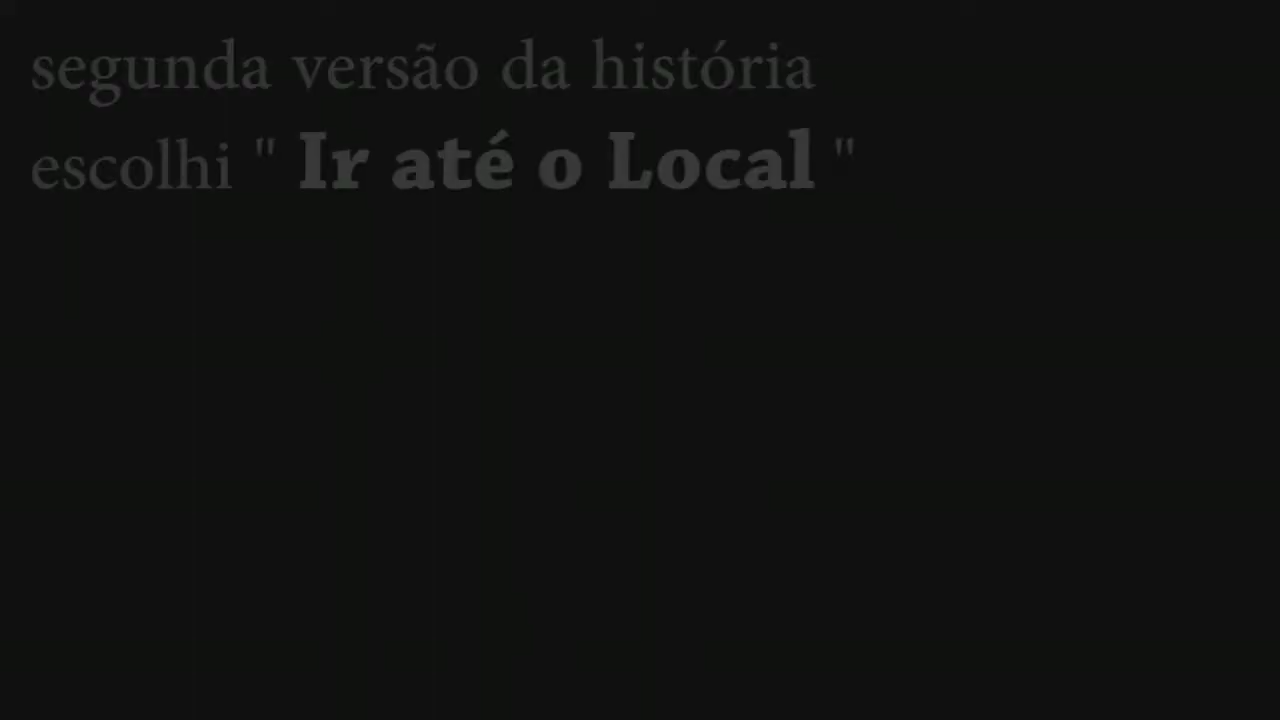 segunda versão da história
escolhi " Ir até o Local "